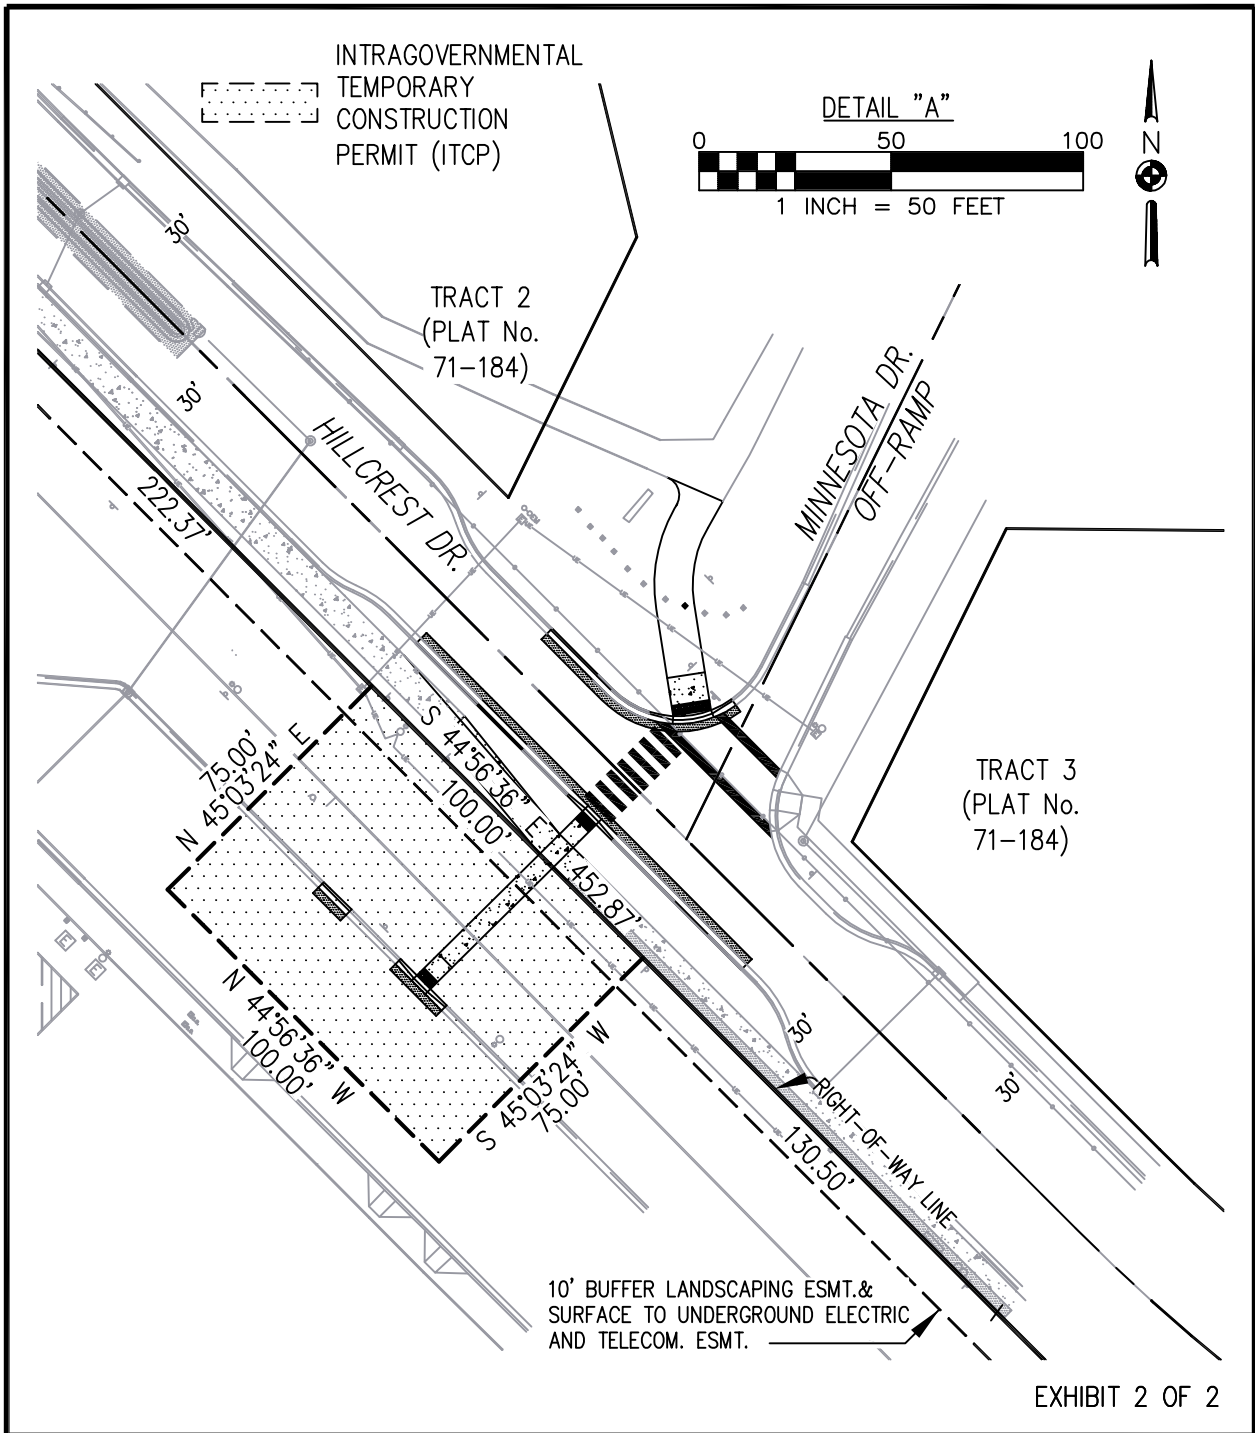 INTRAGOVERNMENTAL
TEMPORARY
CONSTRUCTION
PERMIT (ITCP)
DETAIL "A"
0 50 100
1 INCH = 50 FEET
N
30'
TRACT 2
(PLAT No.
71-184)
30'
HILLCREST DR.
MINNESOTA DR.
OFF-RAMP
222.37'
S 44°56'36" E 452.87'
100.00'
75.00'
N 45°03'24" E
TRACT 3
(PLAT No.
71-184)
N 44°56'36" W
100.00'
S 45°03'24" W
75.00'
E
E
30'
30'
RIGHT-OF-WAY LINE
130.50'
10' BUFFER LANDSCAPING ESMT.&
SURFACE TO UNDERGROUND ELECTRIC
AND TELECOM. ESMT.
EXHIBIT 2 OF 2